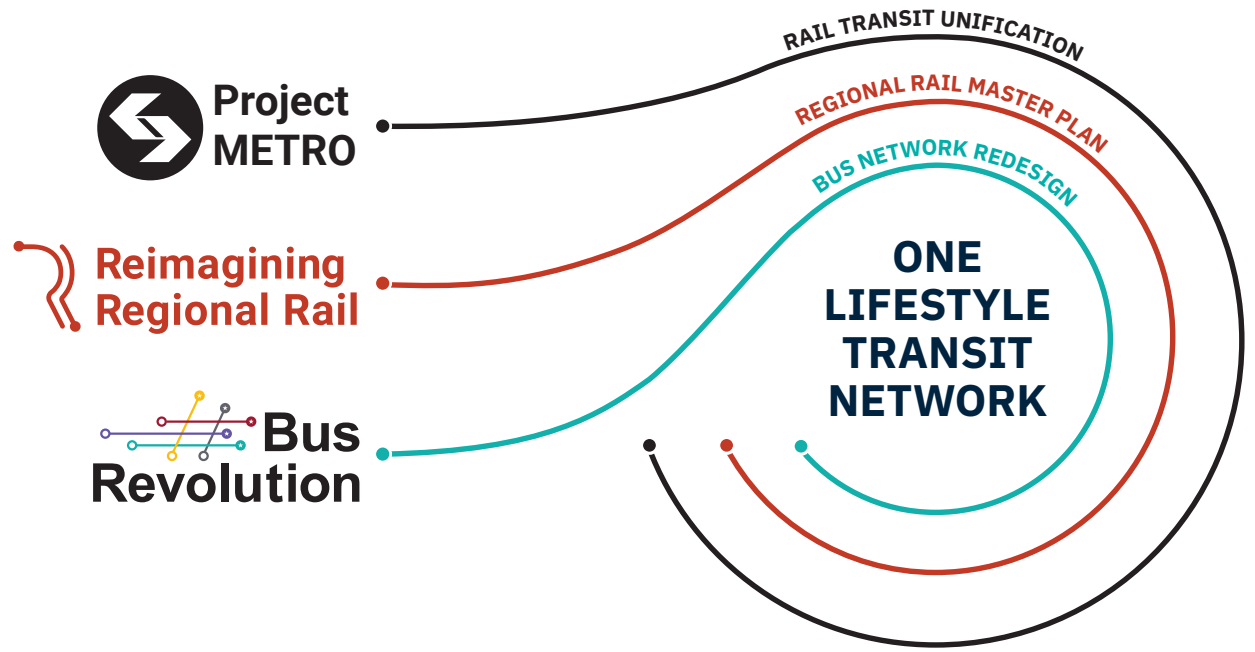 Project
METRO
Reimagining
Regional Rail
Bus
Revolution
RAIL TRANSIT UNIFICATION
REGIONAL RAIL MASTER PLAN
BUS NETWORK REDESIGN
ONE
LIFESTYLE
TRANSIT
NETWORK